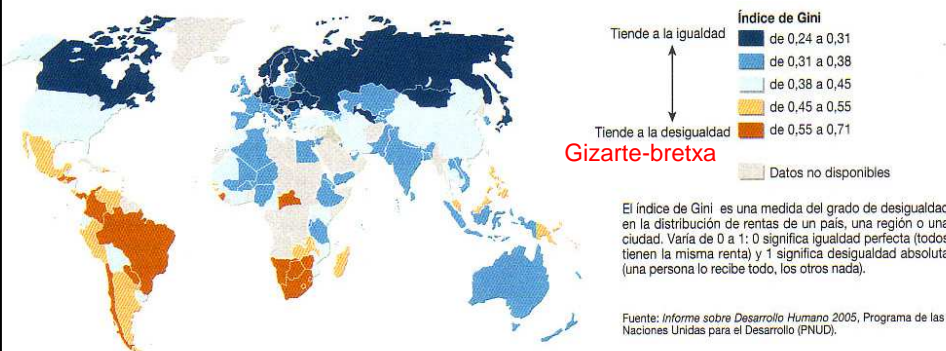 Índice de Gini
Tiende a la igualdad
de 0,24 a 0,31
de 0,31 a 0,38
de 0,38 a 0,45
de 0,45 a 0,55
Tiende a la desigualdad
de 0,55 a 0,71
Gizarte-bretxa
Datos no disponibles
El índice de Gini es una medida del grado de desigualdad
en la distribución de rentas de un país, una región o una
ciudad. Varía de 0 a 1: 0 significa igualdad perfecta (todos
tienen la misma renta) y 1 significa desigualdad absoluta
(una persona lo recibe todo, los otros nada).
Fuente: Informe sobre Desarrollo Humano 2005, Programa de las
Naciones Unidas para el Desarrollo (PNUD).